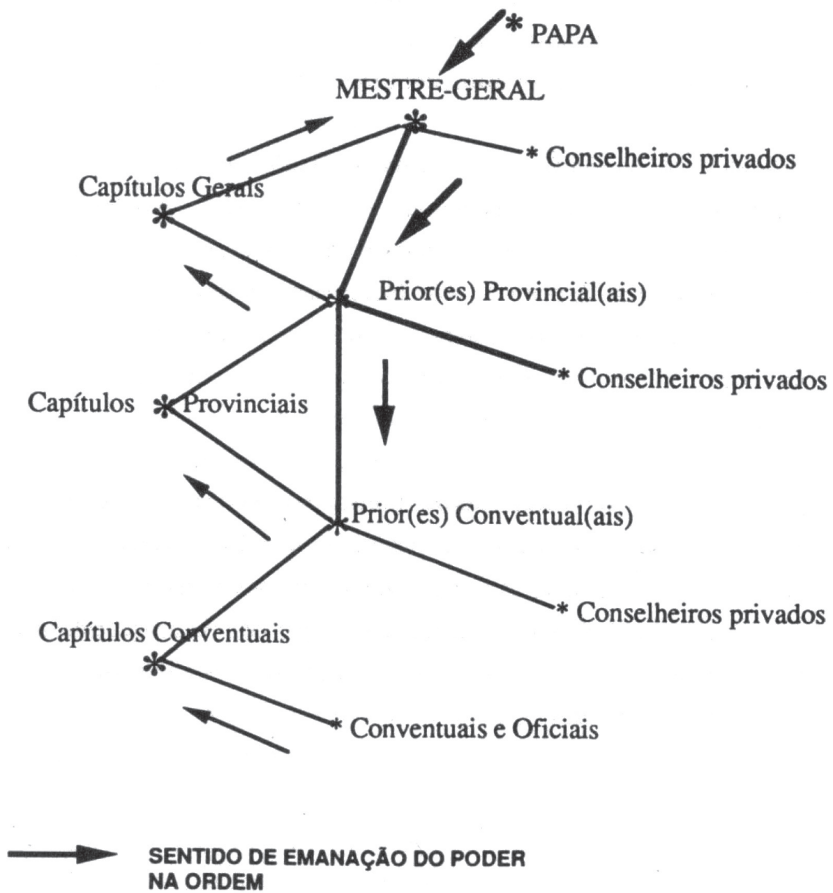 * PAPA
MESTRE-GERAL
* Conselheiros privados
Capítulos Gerais
Prior(es) Provincial(ais)
* Conselheiros privados
Capítulos * Provinciais
Prior(es) Conventual(ais)
* Conselheiros privados
Capítulos Conventuais
* Conventuais e Oficiais
SENTIDO DE EMANAÇÃO DO PODER
NA ORDEM